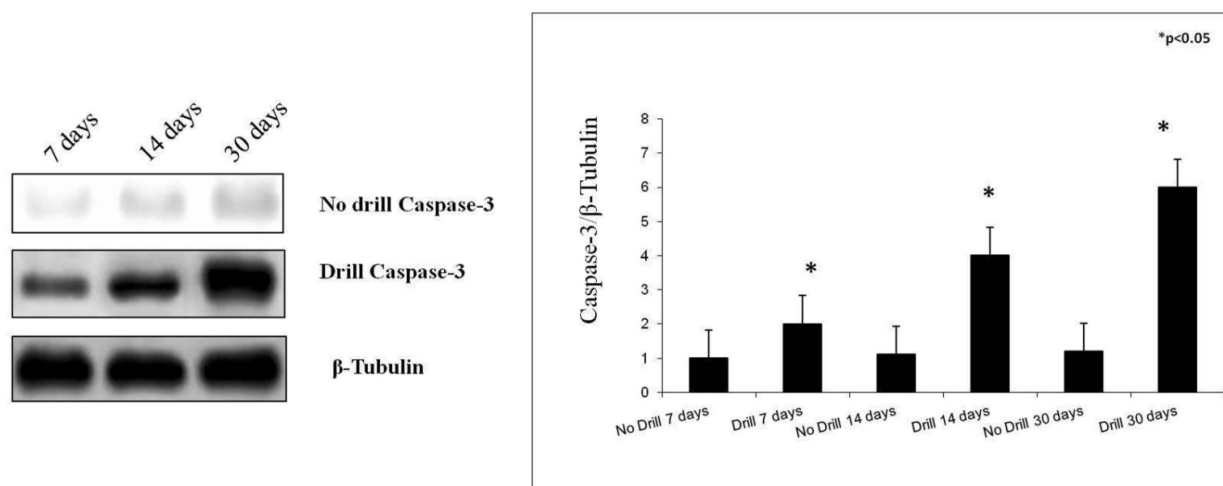 7 days 14 days 30 days
No drill Caspase-3
Drill Caspase-3
β-Tubulin
*p<0.05
Caspase-3/β-Tubulin
8
7
6
5
4
3
2
1
0
*
*
*
No Drill 7 days
Drill 7 days
No Drill 14 days
Drill 14 days
No Drill 30 days
Drill 30 days